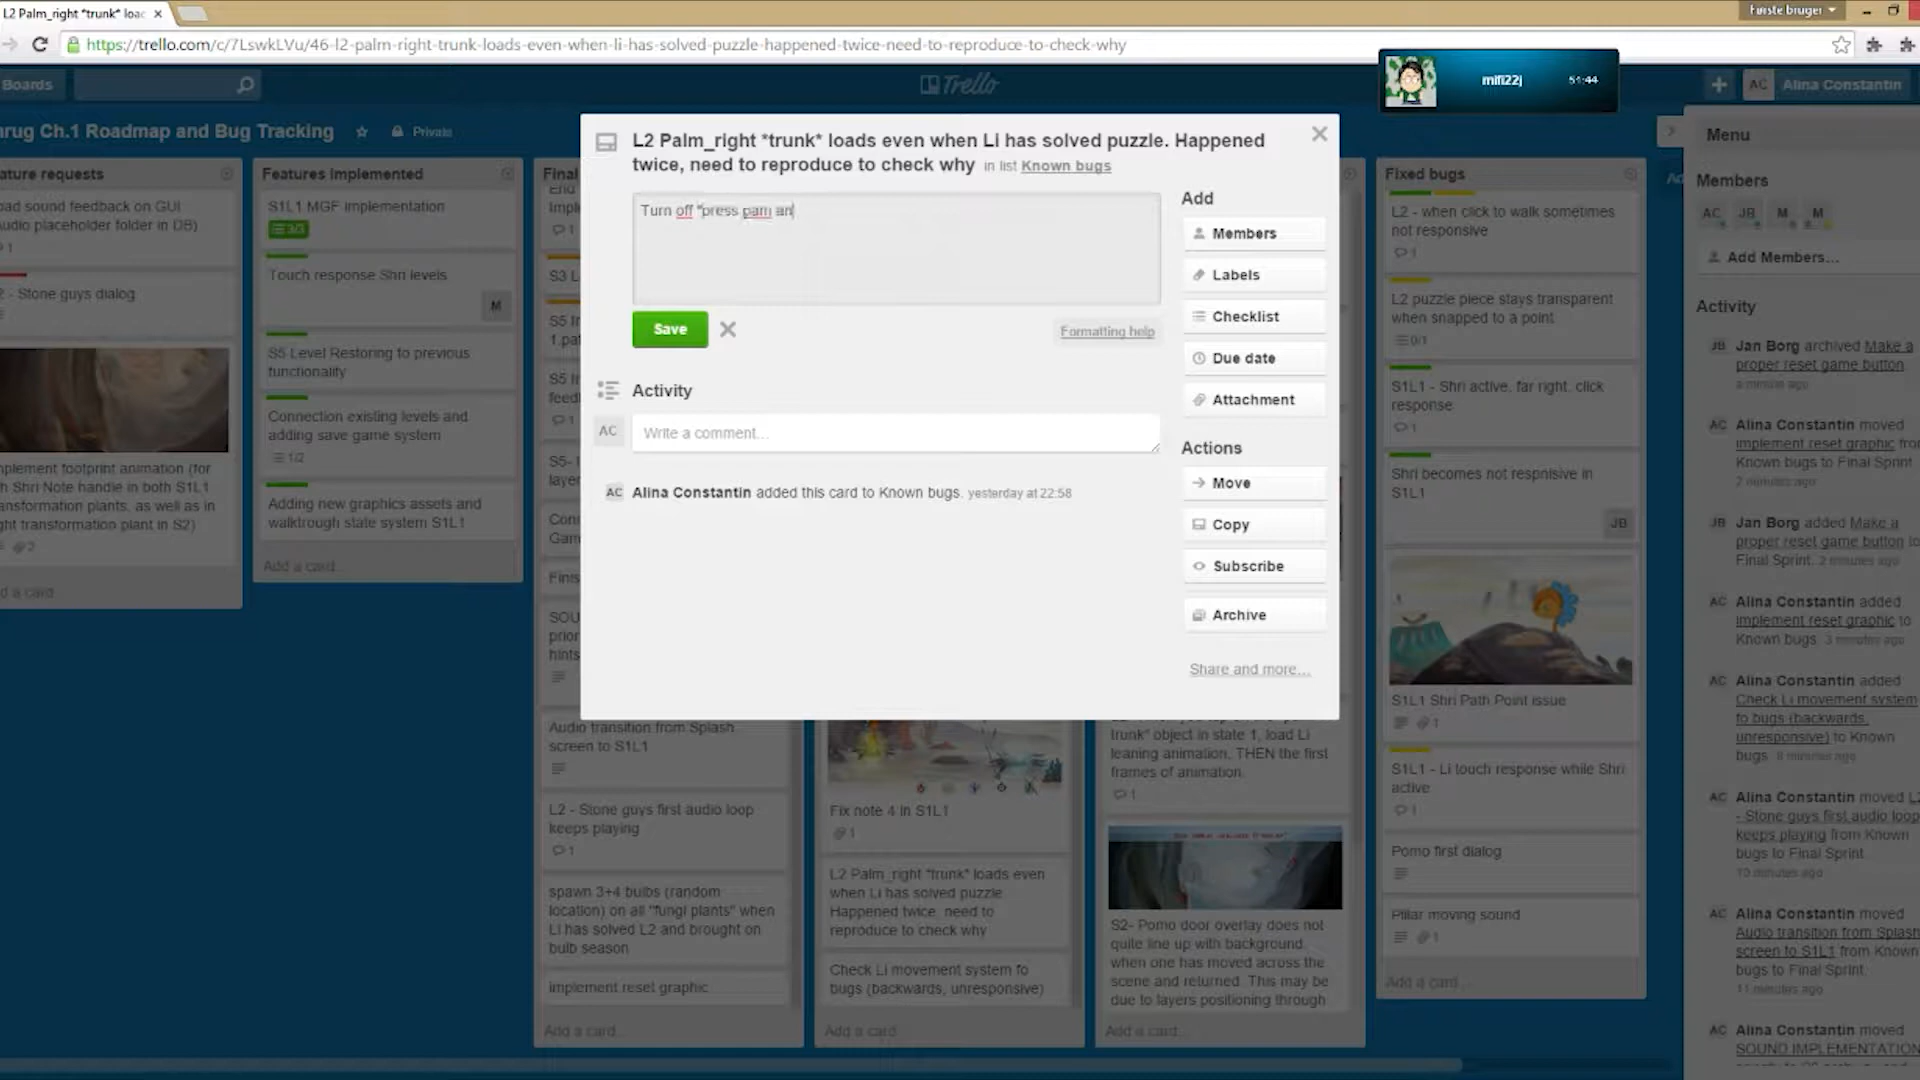 L2 Palm_right *trunk* loac
Første bruger
https://trello.com/c/7LswkLVu/46-l2-palm-right-trunk-loads-even-when-li-has-solved-puzzle-happened-twice-need-to-reproduce-to-check-why
Boards
Trello
mifi22j
51:44
AC
Alina Constantin
Ch.1 Roadmap and Bug Tracking
Private
requests
sound feedback on GUI
placeholder folder in DB)
1
- Stone guys dialog
footprint animation (for
Shri Note handle in both S1L1
plants, as well as in
transformation plant in S2)
2
a card
Features implemented
S1L1 MGF implementation
3/3
Touch response Shri levels
M
S5 Level Restoring to previous
functionality
Connection existing levels and
adding save game system
1/2
Adding new graphics assets and
walktrough state system S1L1
Add a card...
Final
End
1
S3 L
S5
1
S5
1
S5-
layer
Game
SOU
prior
hints
Audio transition from Splash
screen to S1L1
L2 - Stone guys first audio loop
keeps playing
1
spawn 3+4 bulbs (random
location) on all "fungi plants" when
Li has solved L2 and brought on
bulb season
implement reset graphic
Add a card...
L2 Palm_right *trunk* loads even when Li has solved puzzle. Happened
twice, need to reproduce to check why in list Known bugs
Turn off "press pam an
Save
Formatting help
Activity
AC
Write a comment...
AC Alina Constantin added this card to Known bugs. yesterday at 22:58
Add
Members
Labels
Checklist
Due date
Attachment
Actions
Move
Copy
Subscribe
Archive
Share and more...
Fix note 4 in S1L1
1
L2 Palm_right *trunk* loads even
when Li has solved puzzle.
Happened twice, need to
reproduce to check why
Check Li movement system fo
bugs (backwards, unresponsive)
Add a card...
trunk* object in state 1, load Li
leaning animation, THEN the first
frames of animation.
1
S2- Pomo door overlay does not
quite line up with background.
when one has moved across the
scene and returned. This may be
due to layers positioning through
Add a card...
Fixed bugs
L2 - when click to walk sometimes
not responsive
1
L2 puzzle piece stays transparent
when snapped to a point
0/1
S1L1 - Shri active, far right, click
response
1
Shri becomes not respnisive in
S1L1
JB
S1L1 Shri Path Point issue
1
S1L1 - Li touch response while Shri
active
1
Pomo first dialog
Pillar moving sound
1
Add a card...
Menu
Members
AC JB M M
Add Members...
Activity
JB Jan Borg archived Make a
proper reset game button
a minute ago
AC Alina Constantin moved
implement reset graphic from
Known bugs to Final Sprint
2 minutes ago
JB Jan Borg added Make a
proper reset game button to
Final Sprint. 2 minutes ago
AC Alina Constantin added
implement reset graphic to
Known bugs 3 minutes ago
AC Alina Constantin added
Check Li movement system
fo bugs (backwards,
unresponsive) to Known
bugs. 8 minutes ago
AC Alina Constantin moved L2
- Stone guys first audio loop
keeps playing from Known
bugs to Final Sprint
10 minutes ago
AC Alina Constantin moved
Audio transition from Splash
screen to S1L1 from Known
bugs to Final Sprint.
11 minutes ago
AC Alina Constantin moved
SOUND IMPLEMENTATION